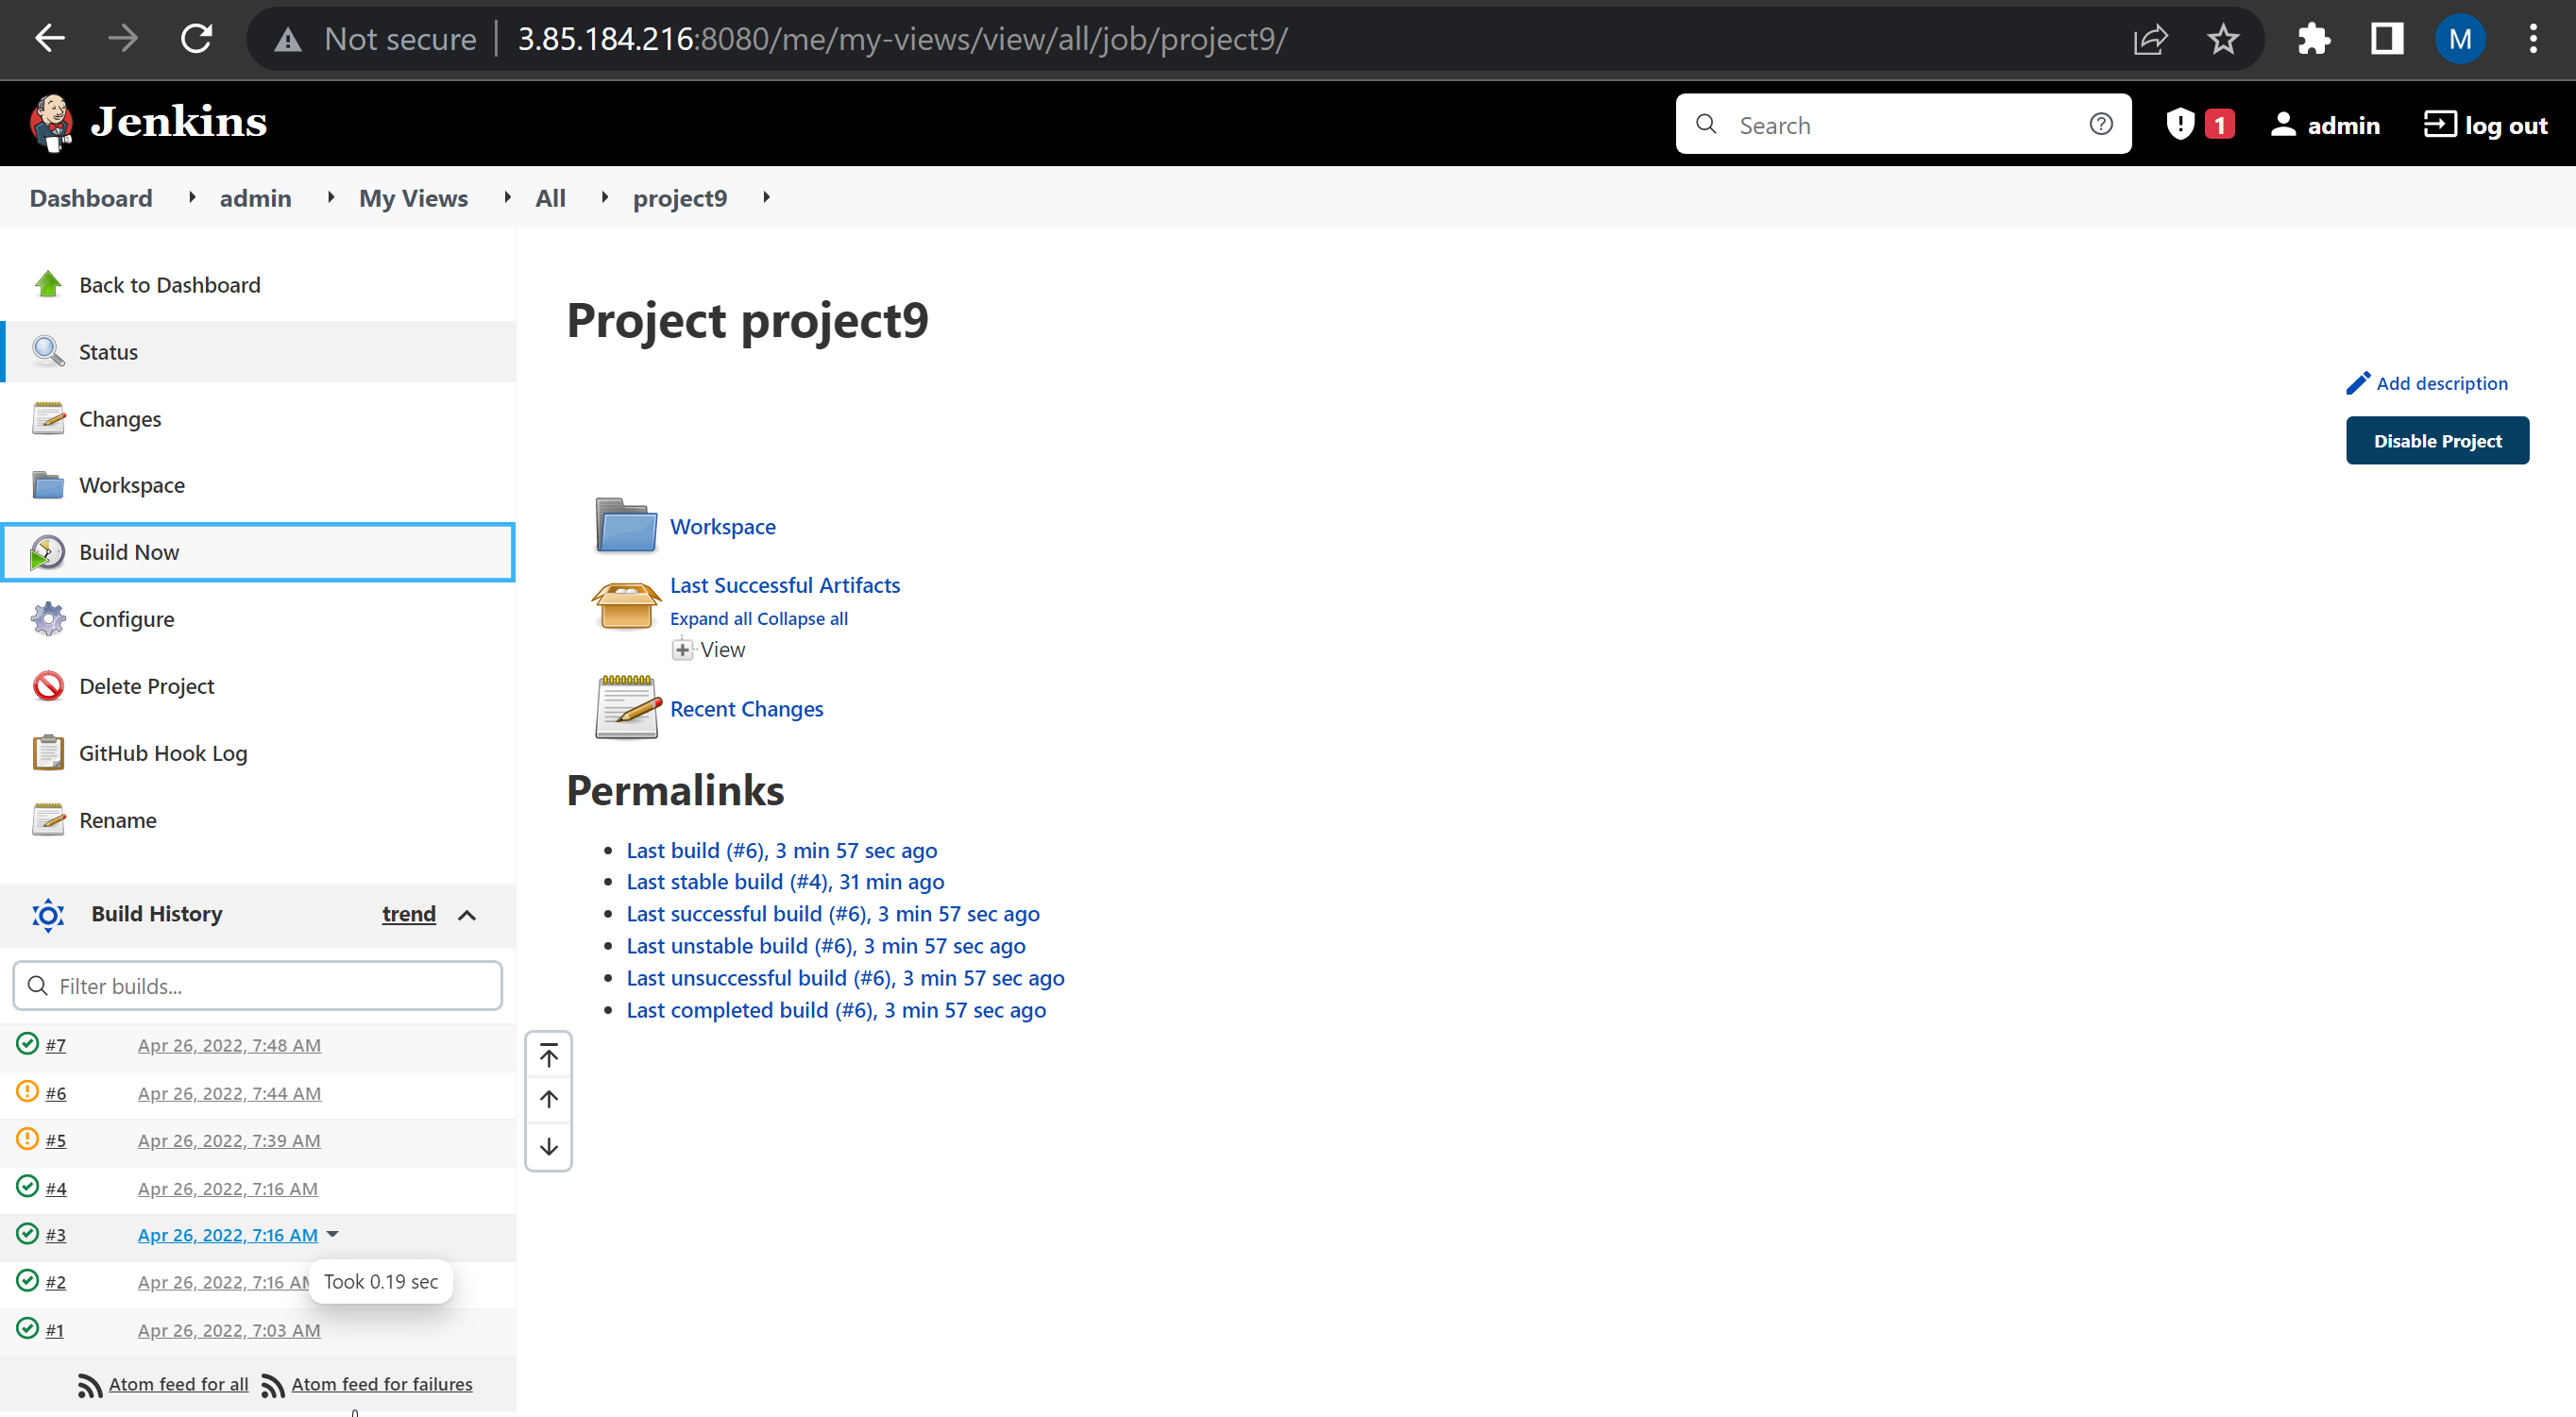 Not secure 3.85.184.216:8080/me/my-views/view/all/job/project9/
M
Jenkins
Search
1
admin
log out
Dashboard admin My Views All project9
Back to Dashboard
Status
Changes
Workspace
Build Now
Configure
Delete Project
GitHub Hook Log
Rename
Build History trend
Filter builds...
#7 Apr 26, 2022, 7:48 AM
#6 Apr 26, 2022, 7:44 AM
#5 Apr 26, 2022, 7:39 AM
#4 Apr 26, 2022, 7:16 AM
#3 Apr 26, 2022, 7:16 AM
#2 Apr 26, 2022, 7:16 AM
Took 0.19 sec
#1 Apr 26, 2022, 7:03 AM
Atom feed for all Atom feed for failures
Project project9
Add description
Disable Project
Workspace
Last Successful Artifacts
Expand all Collapse all
View
Recent Changes
Permalinks
Last build (#6), 3 min 57 sec ago
Last stable build (#4), 31 min ago
Last successful build (#6), 3 min 57 sec ago
Last unstable build (#6), 3 min 57 sec ago
Last unsuccessful build (#6), 3 min 57 sec ago
Last completed build (#6), 3 min 57 sec ago